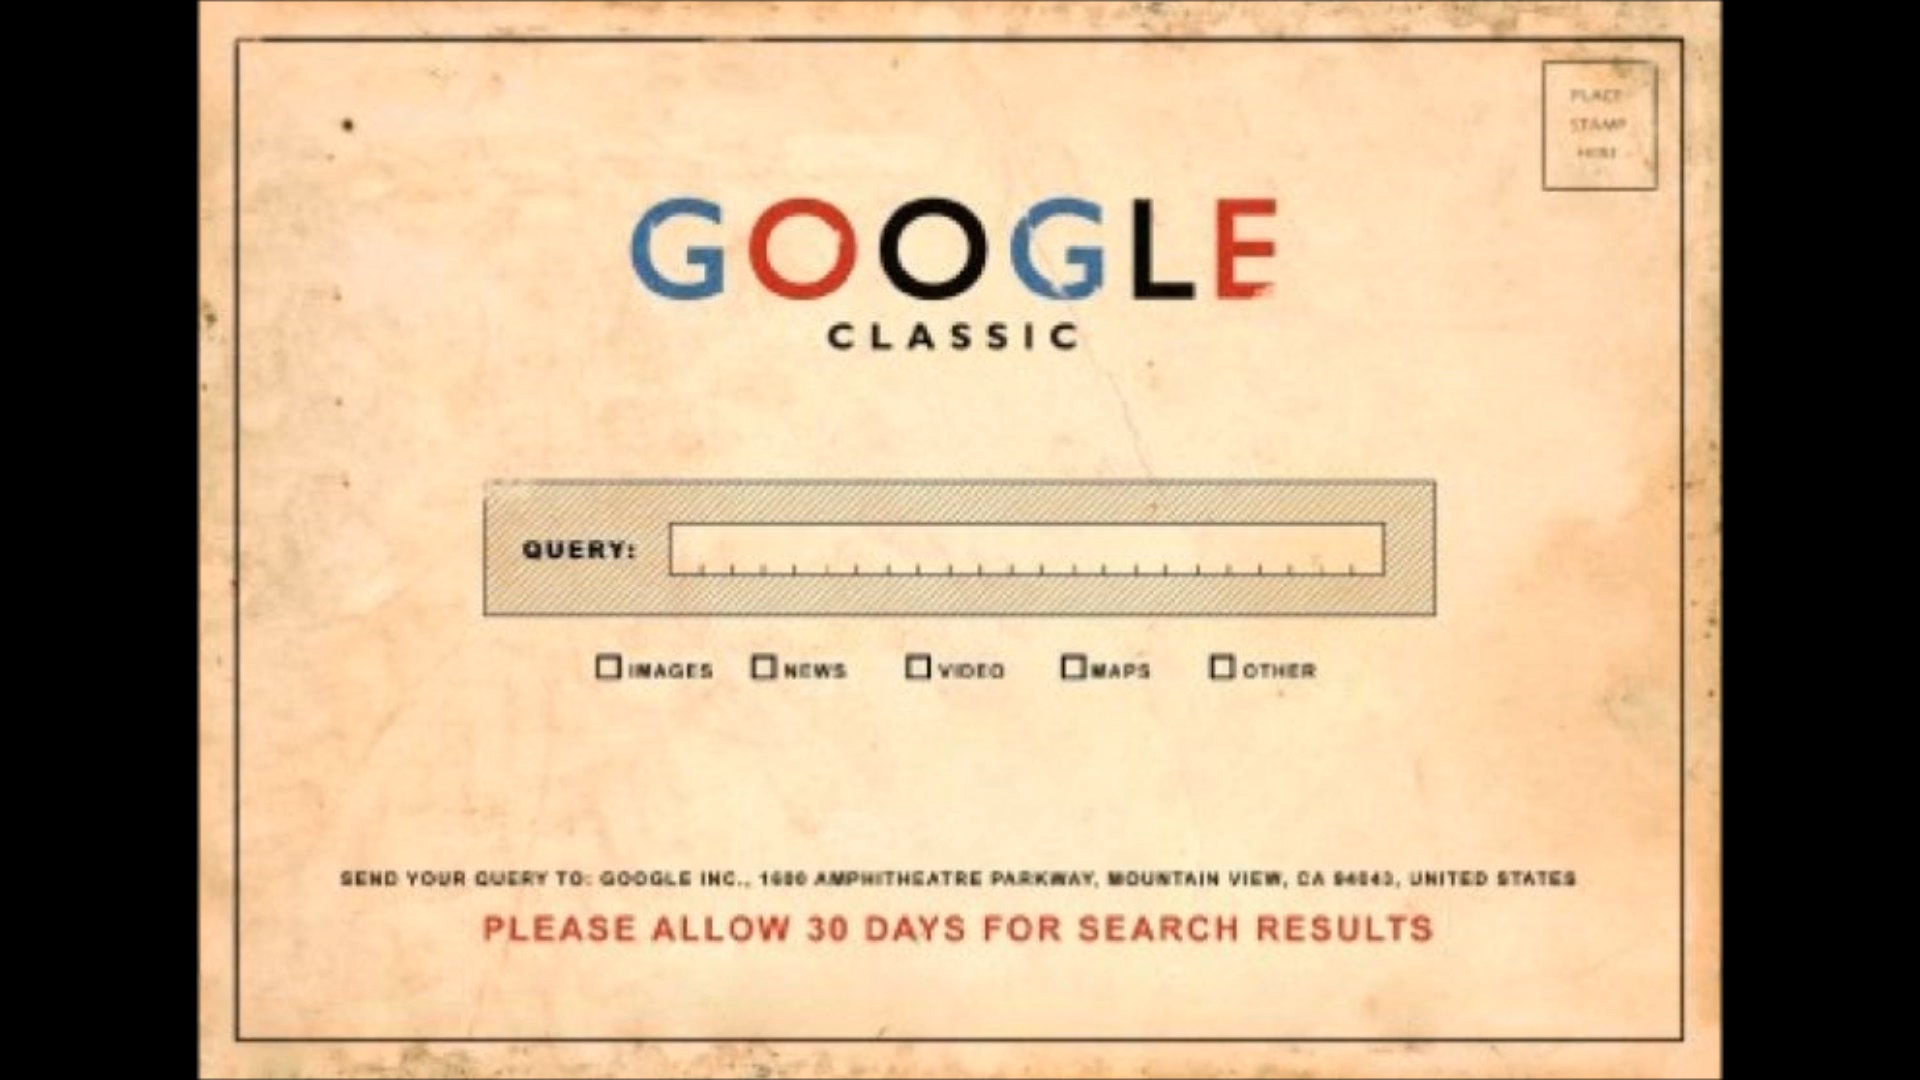 PLACE
STAMP
HERE
GOOGLE
CLASSIC
QUERY:
IMAGES NEWS VIDEO MAPS OTHER
SEND YOUR QUERY TO: GOOGLE INC., 1600 AMPHITHEATRE PARKWAY, MOUNTAIN VIEW, CA 94043, UNITED STATES
PLEASE ALLOW 30 DAYS FOR SEARCH RESULTS